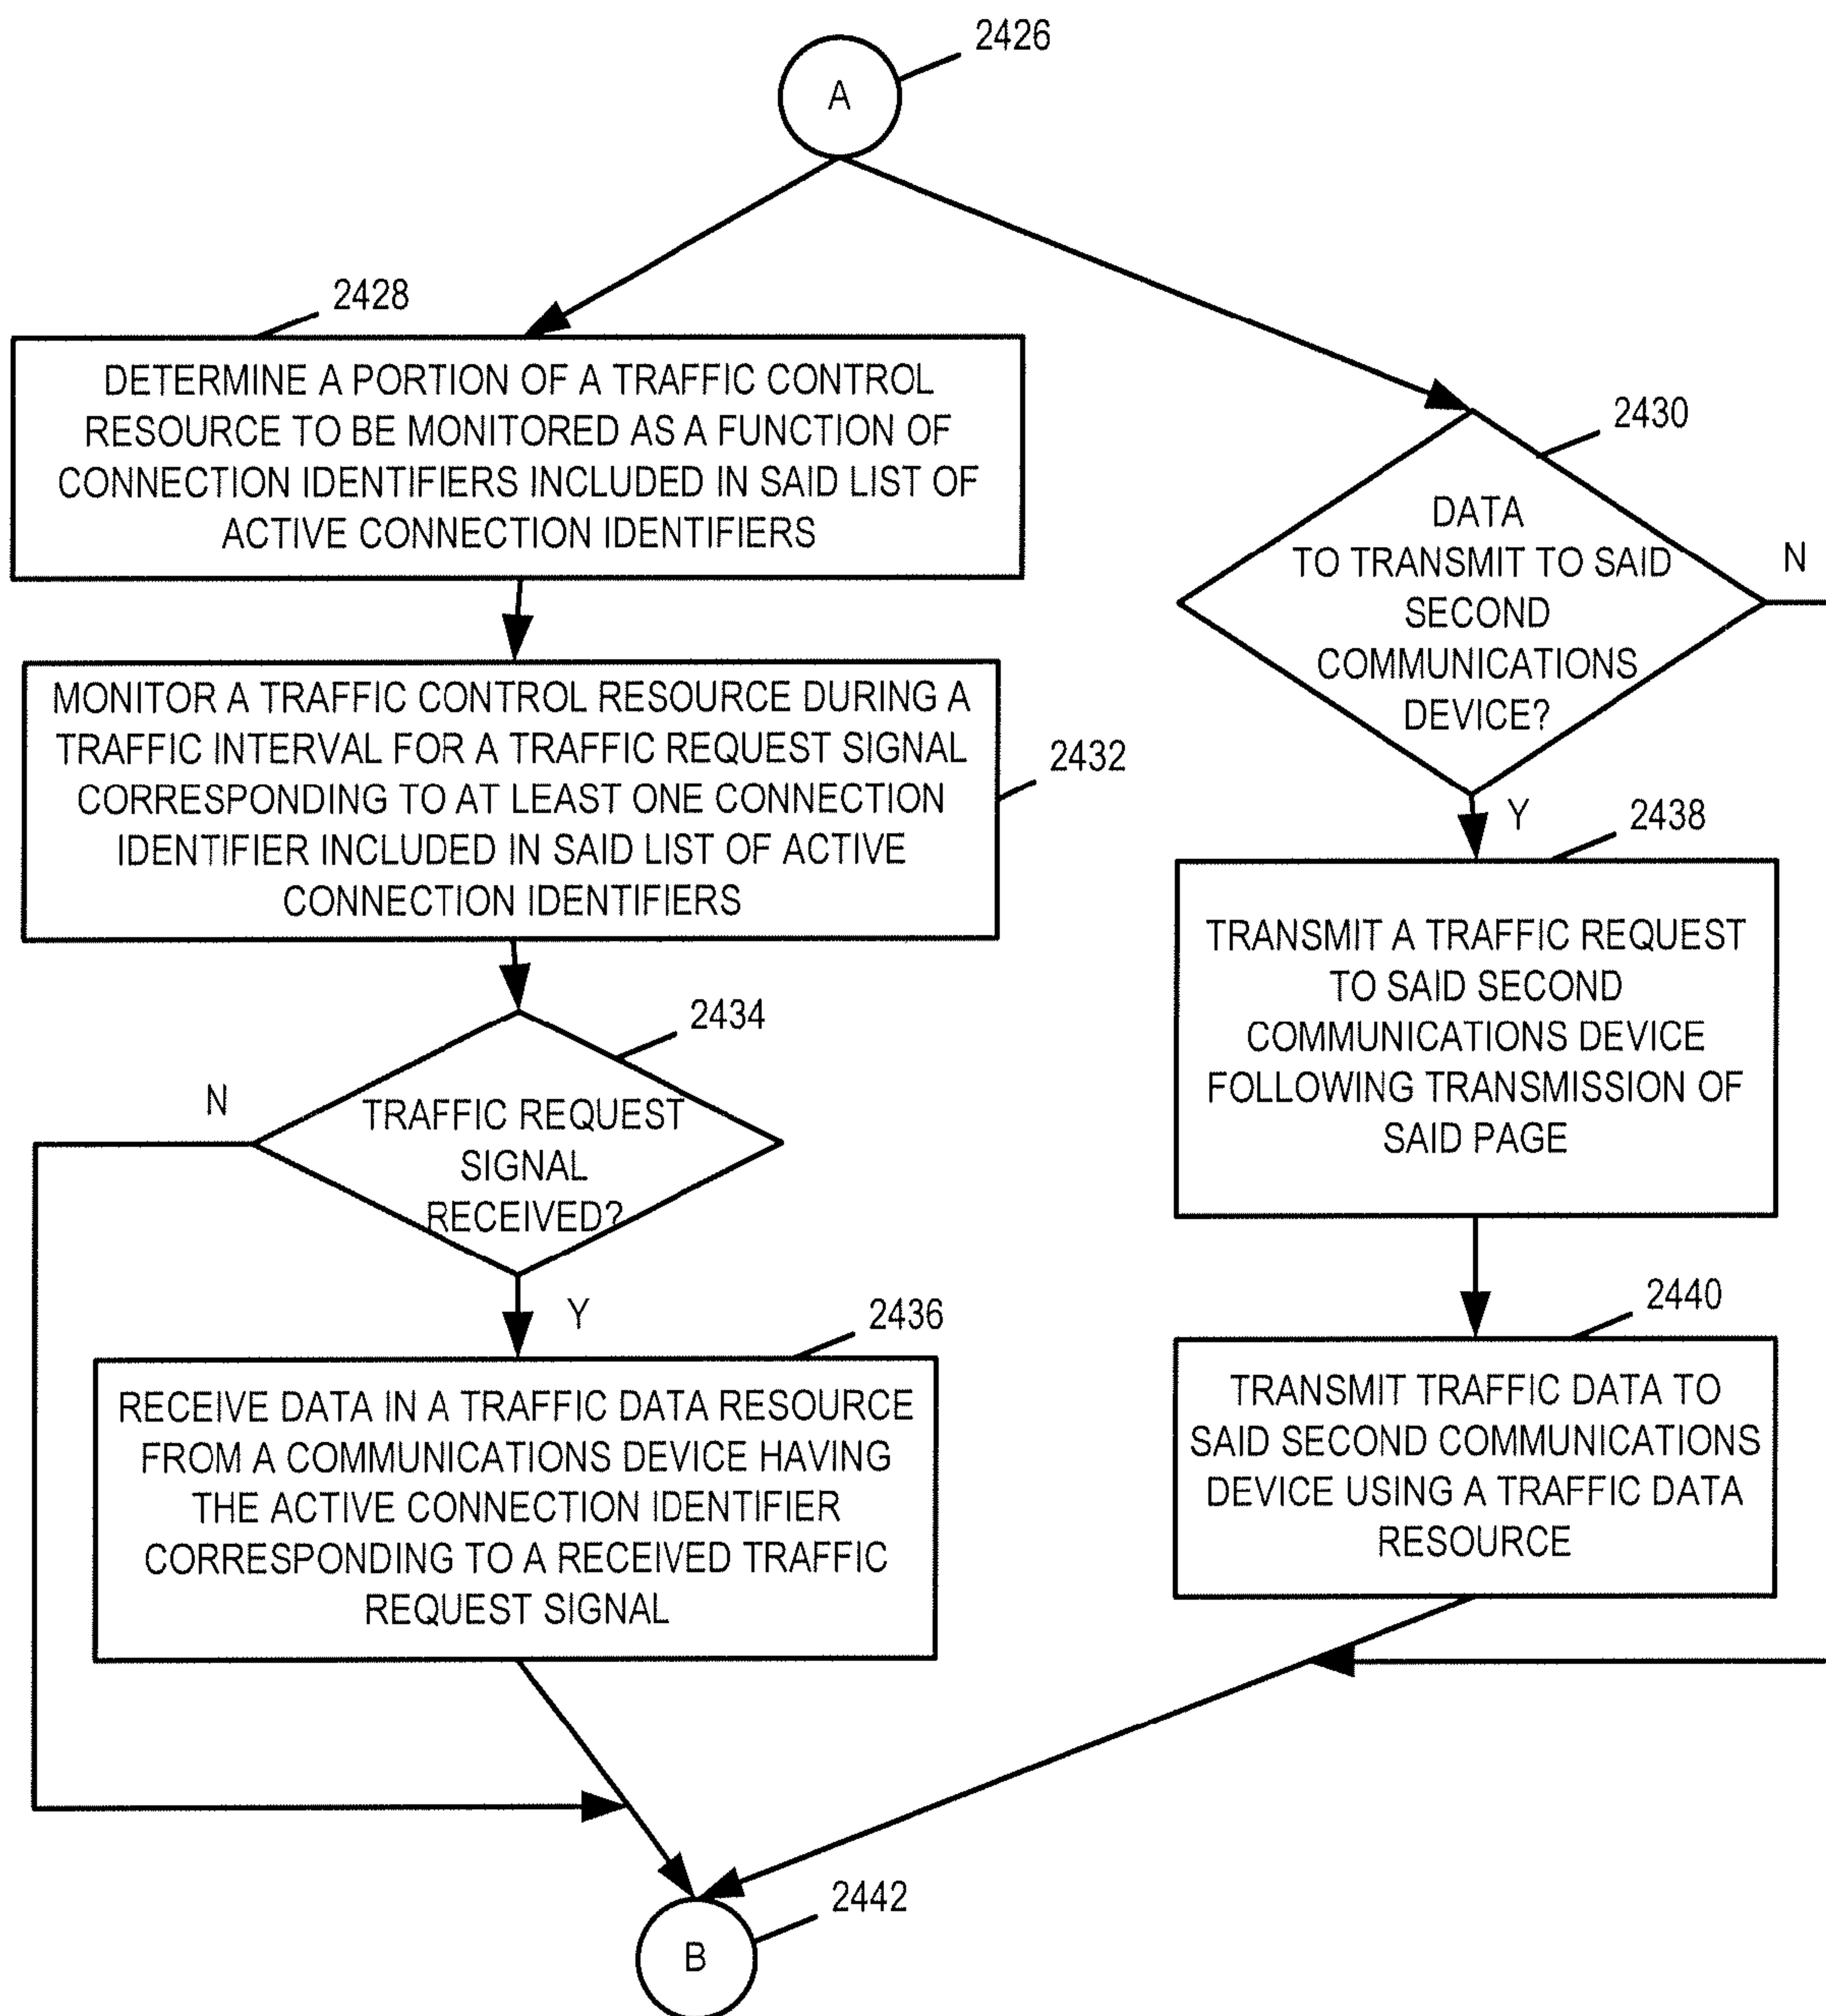 2426
A
2428
DETERMINE A PORTION OF A TRAFFIC CONTROL
RESOURCE TO BE MONITORED AS A FUNCTION OF
CONNECTION IDENTIFIERS INCLUDED IN SAID LIST OF
ACTIVE CONNECTION IDENTIFIERS
2430
DATA
TO TRANSMIT TO SAID
SECOND
COMMUNICATIONS
DEVICE?
N
MONITOR A TRAFFIC CONTROL RESOURCE DURING A
TRAFFIC INTERVAL FOR A TRAFFIC REQUEST SIGNAL
CORRESPONDING TO AT LEAST ONE CONNECTION
IDENTIFIER INCLUDED IN SAID LIST OF ACTIVE
CONNECTION IDENTIFIERS
2432
Y
2438
TRANSMIT A TRAFFIC REQUEST
TO SAID SECOND
COMMUNICATIONS DEVICE
FOLLOWING TRANSMISSION OF
SAID PAGE
2434
N
TRAFFIC REQUEST
SIGNAL
RECEIVED?
Y
2436
RECEIVE DATA IN A TRAFFIC DATA RESOURCE
FROM A COMMUNICATIONS DEVICE HAVING
THE ACTIVE CONNECTION IDENTIFIER
CORRESPONDING TO A RECEIVED TRAFFIC
REQUEST SIGNAL
2440
TRANSMIT TRAFFIC DATA TO
SAID SECOND COMMUNICATIONS
DEVICE USING A TRAFFIC DATA
RESOURCE
2442
B